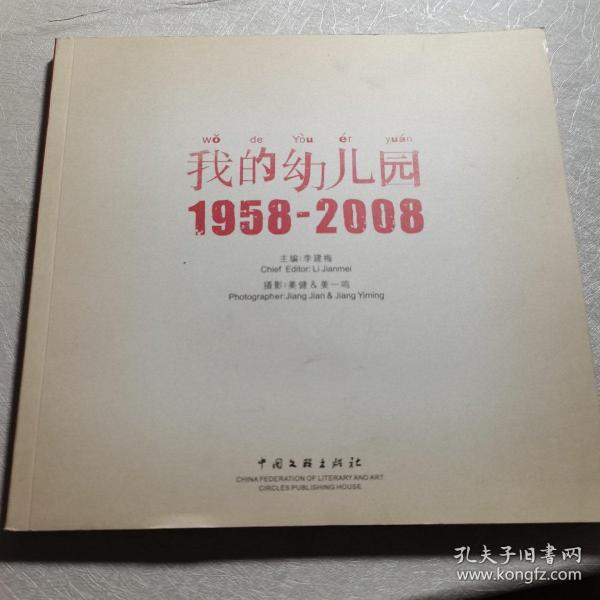 wǒ de Yòu ér yuán
我的幼儿园
1958-2008
主编:李建梅
Chief Editor: Li Jianmei
摄影:姜健&姜一鸣
Photographer:Jiang Jian & Jiang Yiming
中国文联出版社
CHINA FEDERATION OF LITERARY AND ART
CIRCLES PUBLISHING HOUSE
孔夫子旧书网
www.kongfz.com